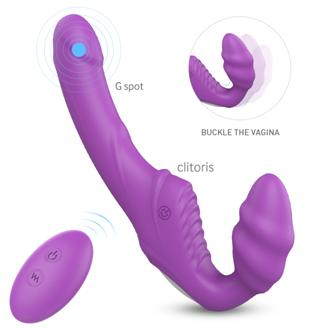 G spot
BUCKLE THE VAGINA
clitoris